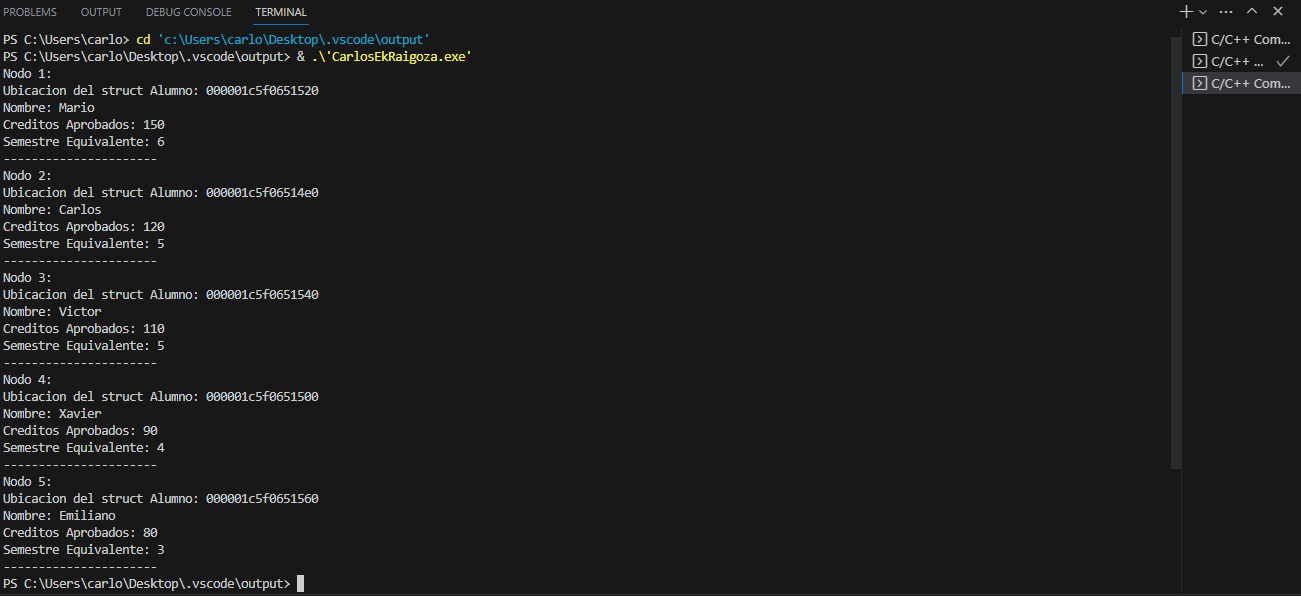 PROBLEMS OUTPUT DEBUG CONSOLE TERMINAL
PS C:\Users\carlo> cd 'c:\Users\carlo\Desktop\.vscode\output'
PS C:\Users\carlo\Desktop\.vscode\output> & .\'CarlosEkRaigoza.exe'
Nodo 1:
Ubicacion del struct Alumno: 000001c5f0651520
Nombre: Mario
Creditos Aprobados: 150
Semestre Equivalente: 6
----------------------
Nodo 2:
Ubicacion del struct Alumno: 000001c5f06514e0
Nombre: Carlos
Creditos Aprobados: 120
Semestre Equivalente: 5
----------------------
Nodo 3:
Ubicacion del struct Alumno: 000001c5f0651540
Nombre: Victor
Creditos Aprobados: 110
Semestre Equivalente: 5
----------------------
Nodo 4:
Ubicacion del struct Alumno: 000001c5f0651500
Nombre: Xavier
Creditos Aprobados: 90
Semestre Equivalente: 4
----------------------
Nodo 5:
Ubicacion del struct Alumno: 000001c5f0651560
Nombre: Emiliano
Creditos Aprobados: 80
Semestre Equivalente: 3
----------------------
PS C:\Users\carlo\Desktop\.vscode\output>
C/C++ Com...
C/C++ ...
C/C++ Com...